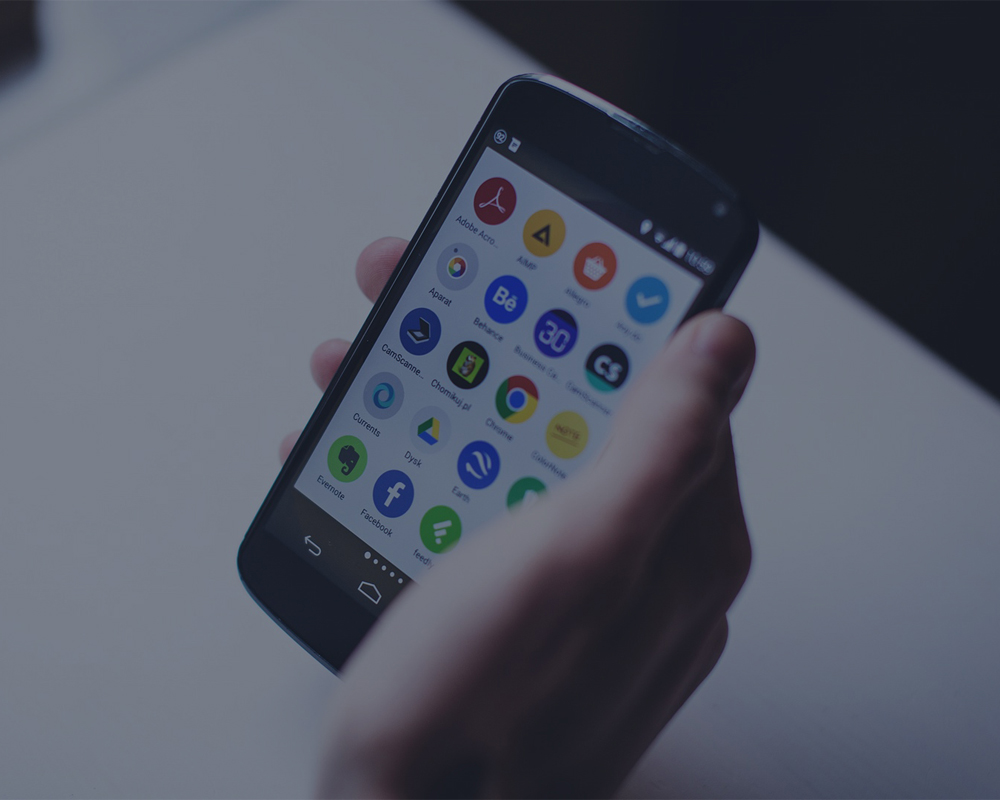 92
Adobe Acro...
AIMP
Allegro
Aparat
Bē
Behance
30
Business Ca...
CS
CamScanner
CamScanne...
Chomikuj.pl
Chrome
Currents
Dysk
Earth
Evernote
f
Facebook
feedly